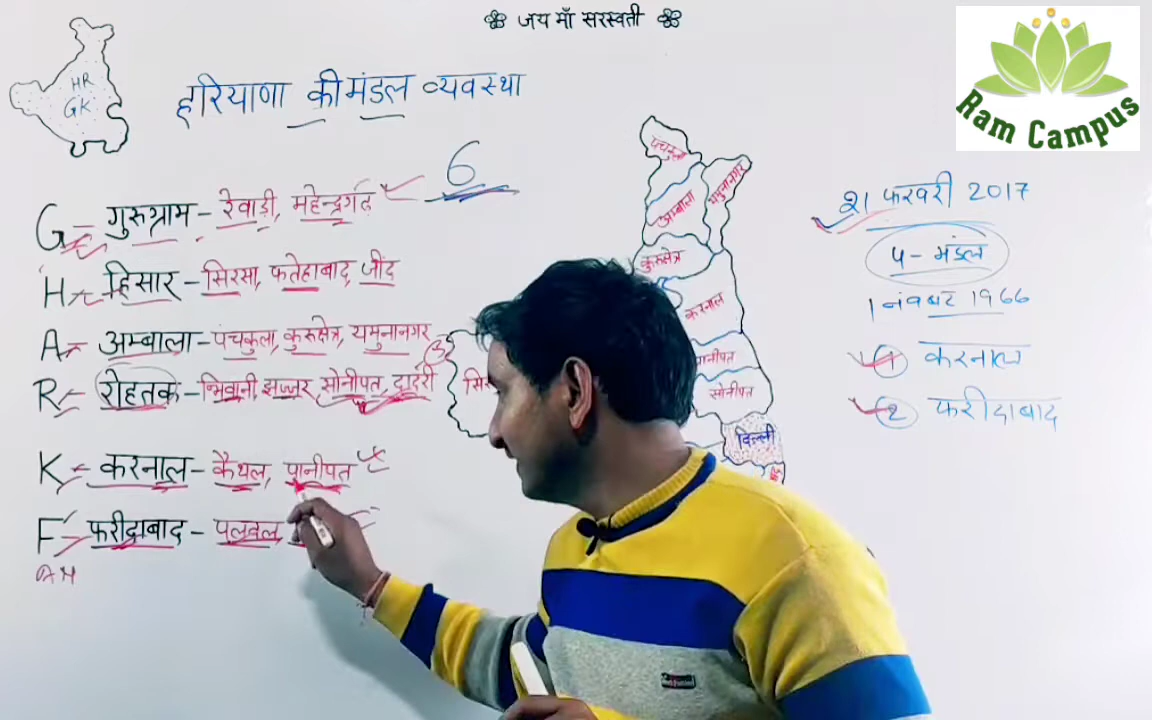 जय माँ सरस्वती
Ram Campus
HR
GK
हरियाणा की मंडल व्यवस्था
6
G - गुरुग्राम - रेवाड़ी, महेन्द्रगढ़
H - हिसार - सिरसा, फतेहाबाद, जींद
A - अम्बाला - पंचकुला, कुरुक्षेत्र, यमुनानगर
R - रोहतक - भिवानी, झज्जर, सोनीपत, दादरी
K - करनाल - कैथल, पानीपत
F - फरीदाबाद - पलवल,
पंचकुला
अम्बाला
यमुनानगर
कुरुक्षेत्र
करनाल
पानीपत
सोनीपत
दिल्ली
सिर
21 फरवरी 2017
4 - मंडल
1 नवंबर 1966
1 करनाल
2 फरीदाबाद